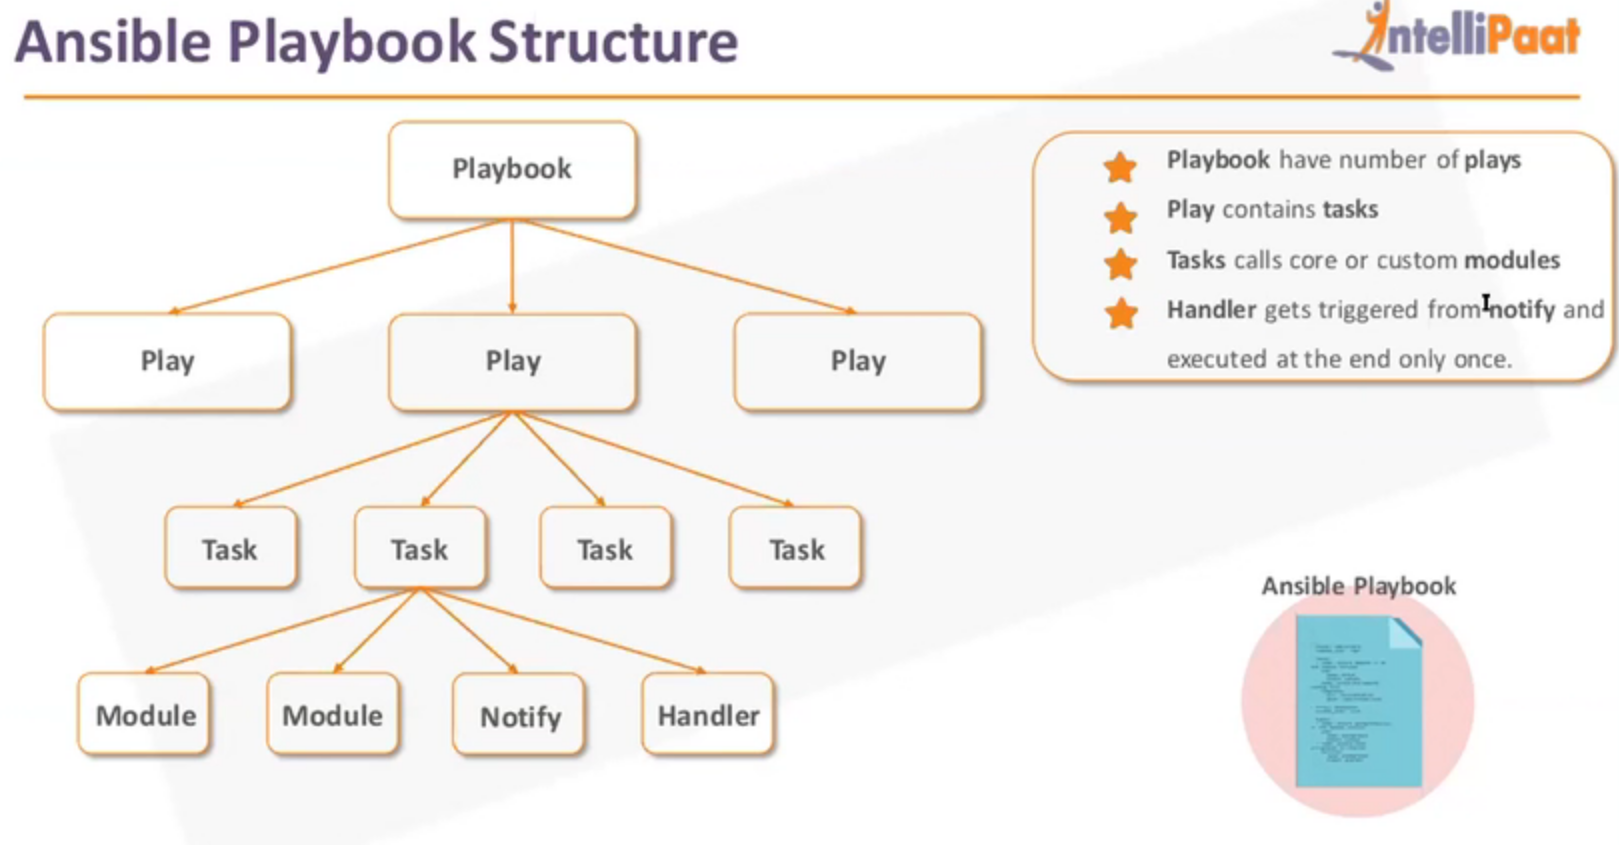 Ansible Playbook Structure
IntelliPaat
Playbook
Play
Play
Play
Task
Task
Task
Task
Module
Module
Notify
Handler
Playbook have number of plays
Play contains tasks
Tasks calls core or custom modules
Handler gets triggered from notify and
executed at the end only once.
Ansible Playbook